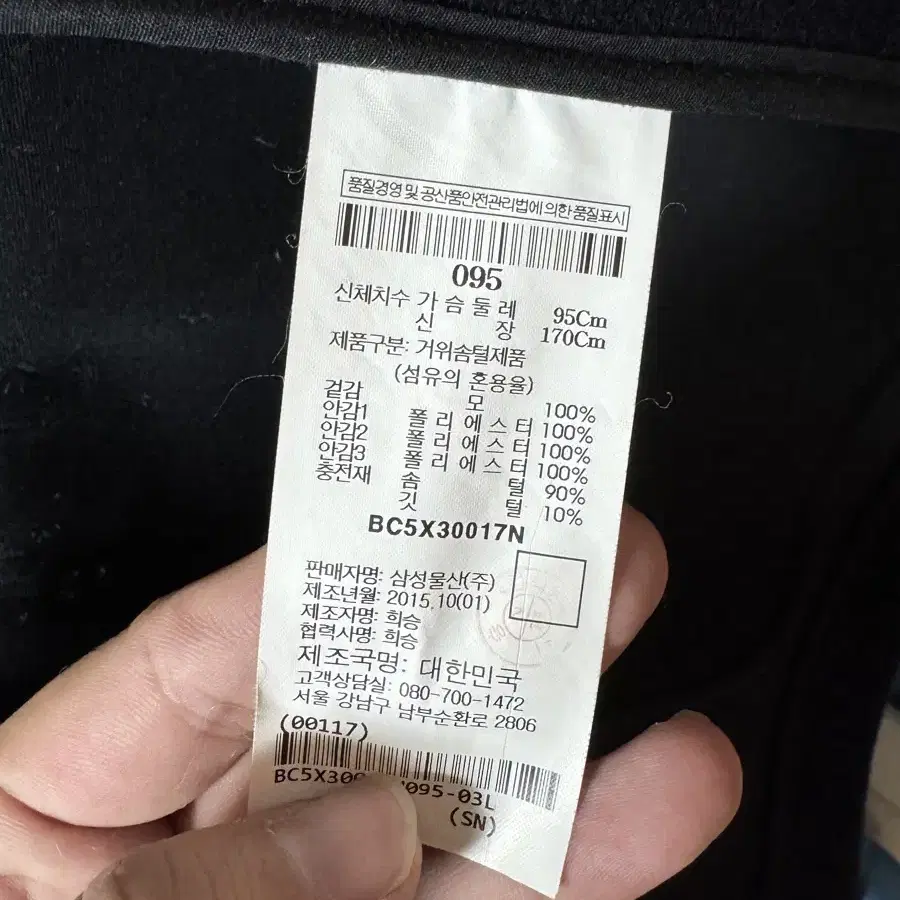 품질경영 및 공산품안전관리법에 의한 품질표시
095
신체치수 가 슴 둘 레 95Cm
신 장 170Cm
제품구분: 거위솜털제품
(섬유의 혼용율)
겉감 모 100%
안감1 폴 리 에 스 터 100%
안감2 폴 리 에 스 터 100%
안감3 폴 리 에 스 터 100%
충전재 솜 털 90%
깃 털 10%
BC5X30017N
판매자명: 삼성물산(주)
제조년월: 2015.10(01)
제조자명: 희승
협력사명: 희승
제조국명: 대한민국
고객상담실: 080-700-1472
서울 강남구 남부순환로 2806
(00117)
095-03L
(SN)